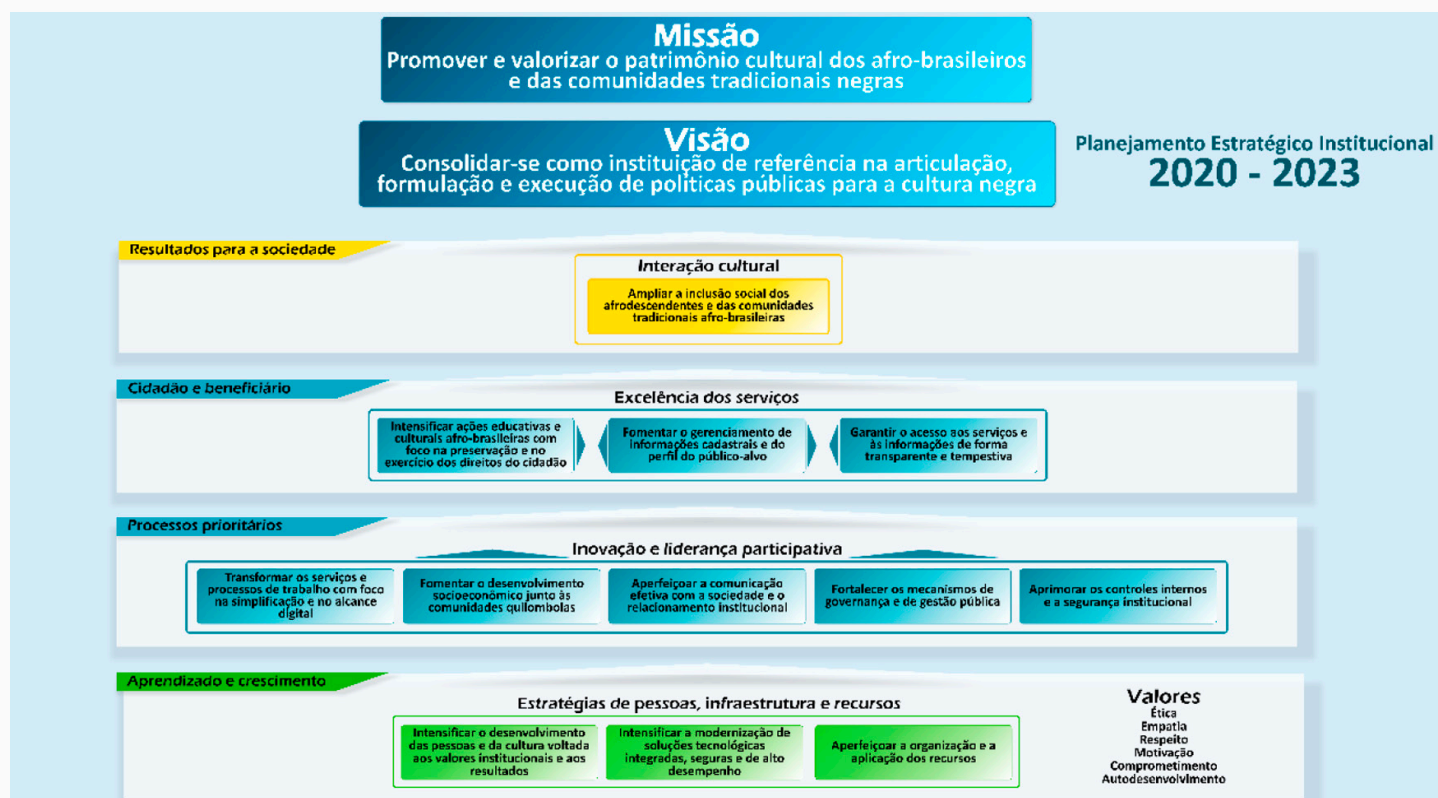 Missão
Promover e valorizar o patrimônio cultural dos afro-brasileiros
e das comunidades tradicionais negras
Visão
Consolidar-se como instituição de referência na articulação,
formulação e execução de políticas públicas para a cultura negra
Planejamento Estratégico Institucional
2020 - 2023
Resultados para a sociedade
Interação cultural
Ampliar a inclusão social dos
afrodescendentes e das comunidades
tradicionais afro-brasileiras
Cidadão e beneficiário
Excelência dos serviços
Intensificar ações educativas e
culturais afro-brasileiras com
foco na preservação e no
exercício dos direitos do cidadão
Fomentar o gerenciamento de
informações cadastrais e do
perfil do público-alvo
Garantir o acesso aos serviços e
às informações de forma
transparente e tempestiva
Processos prioritários
Inovação e liderança participativa
Transformar os serviços e
processos de trabalho com foco
na simplificação e no alcance
digital
Fomentar o desenvolvimento
socioeconômico junto às
comunidades quilombolas
Aperfeiçoar a comunicação
efetiva com a sociedade e o
relacionamento institucional
Fortalecer os mecanismos de
governança e de gestão pública
Aprimorar os controles internos
e a segurança institucional
Aprendizado e crescimento
Estratégias de pessoas, infraestrutura e recursos
Intensificar o desenvolvimento
das pessoas e da cultura voltada
aos valores institucionais e aos
resultados
Intensificar a modernização de
soluções tecnológicas
integradas, seguras e de alto
desempenho
Aperfeiçoar a organização e a
aplicação dos recursos
Valores
Ética
Empatia
Respeito
Motivação
Comprometimento
Autodesenvolvimento